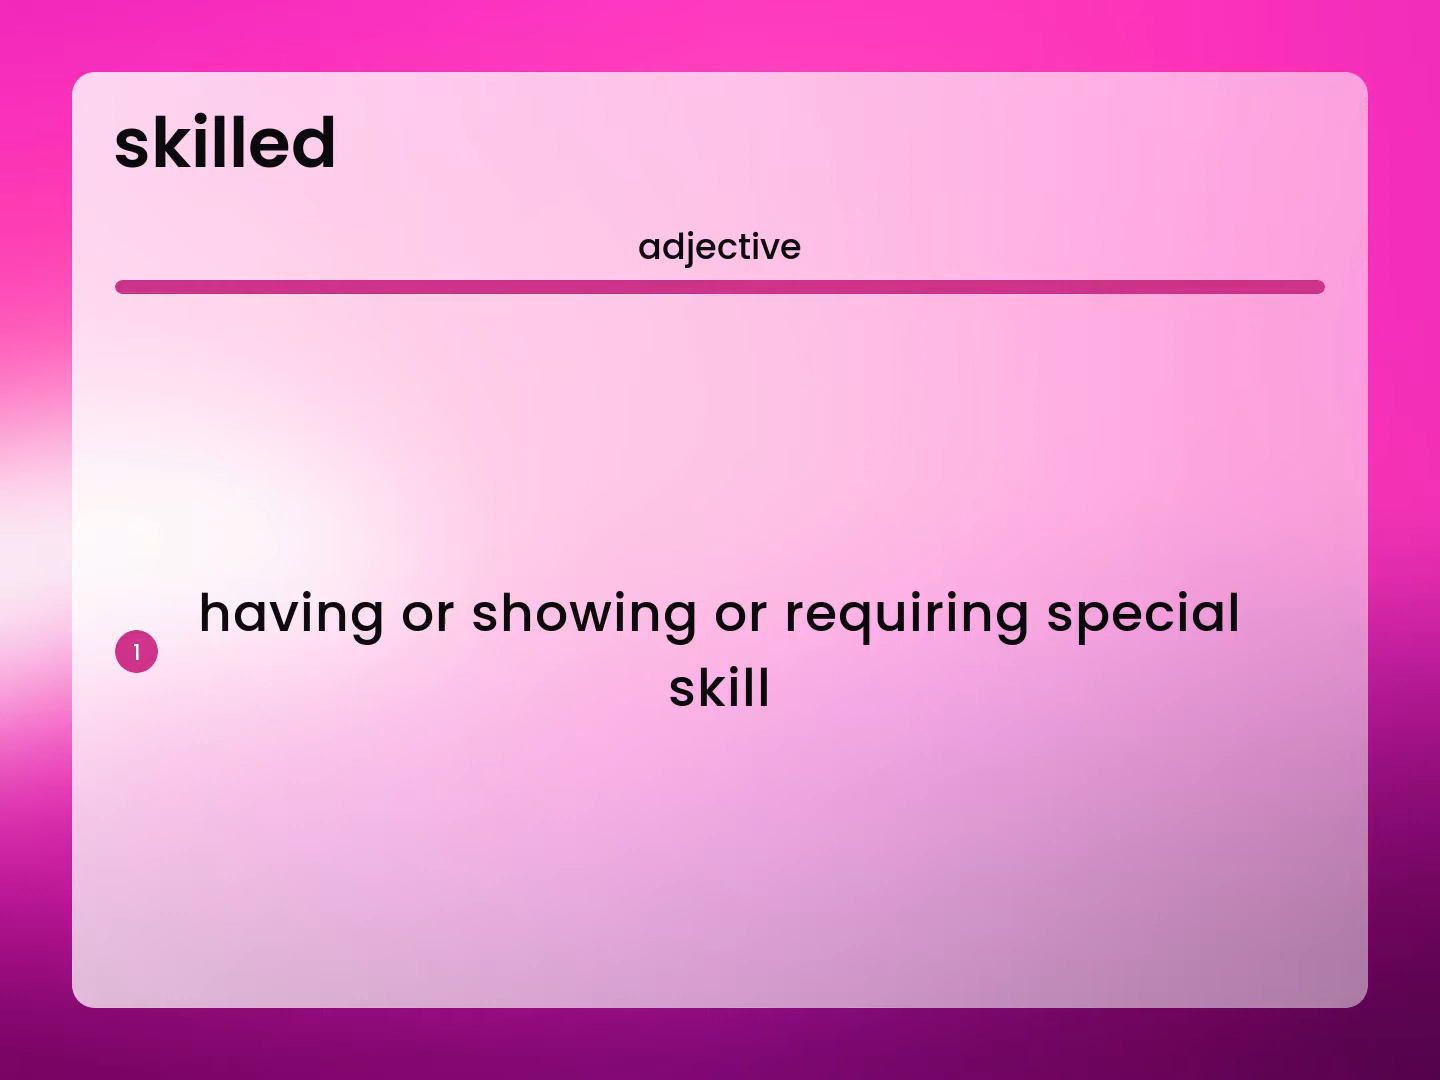 skilled
adjective
having or showing or requiring special
1
skill